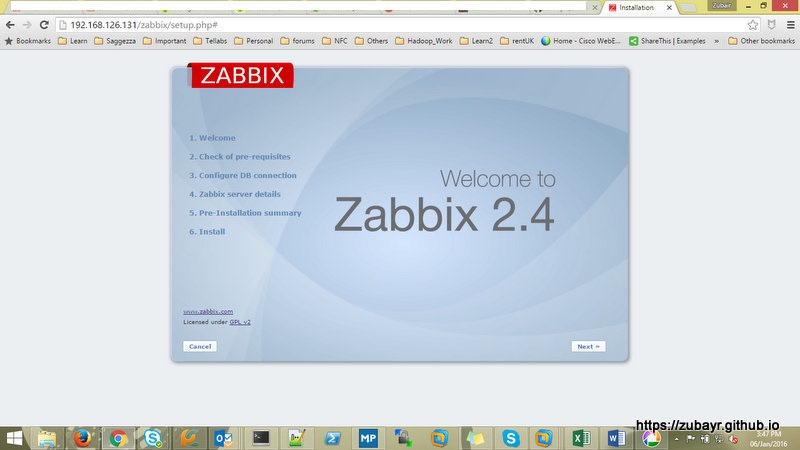 Zubair
Installation
192.168.126.131/zabbix/setup.php#
Bookmarks Learn Saggezza Important Tellabs Personal forums NFC Others Hadoop_Work Learn2 rentUK Home - Cisco WebE... ShareThis | Examples » Other bookmarks
ZABBIX
1. Welcome
2. Check of pre-requisites
3. Configure DB connection
4. Zabbix server details
5. Pre-Installation summary
6. Install
Welcome to
Zabbix 2.4
www.zabbix.com
Licensed under GPL v2
Cancel
Next »
MP
https://zubayr.github.io
3:47 PM
06/Jan/2016